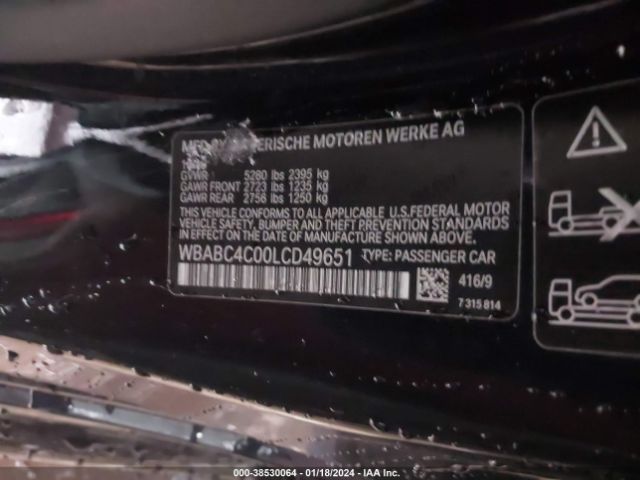 MFD BY BAYERISCHE MOTOREN WERKE AG
GVWR : 5280 lbs 2395 kg
GAWR FRONT 2723 lbs 1235 kg
GAWR REAR 2756 lbs 1250 kg
THIS VEHICLE CONFORMS TO ALL APPLICABLE U.S.FEDERAL MOTOR
VEHICLE SAFETY, BUMPER, AND THEFT PREVENTION STANDARDS
IN EFFECT ON THE DATE OF MANUFACTURE SHOWN ABOVE.
WBABC4C00LCD49651 TYPE: PASSENGER CAR
416/9
7 315 814
000-38530064 - 01/18/2024 - IAA Inc.